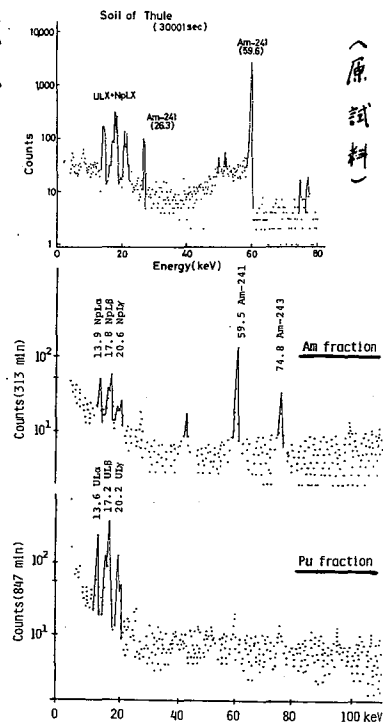 Soil of Thule
(30001sec)
Am-241
(59.6)
ULX+NpLX
Am-241
(26.3)
(原試料)
10,000
1000
100
10
1
Counts
0
20
40
60
80
Energy(keV)
13.9 NpLα
17.8 NpLβ
20.6 NpLγ
59.5 Am-241
74.8 Am-243
Am fraction
10²
10¹
Counts(313 min)
13.6 ULα
17.2 ULβ
20.2 ULγ
Pu fraction
10²
10¹
Counts(847 min)
0
0
20
40
60
80
100 keV